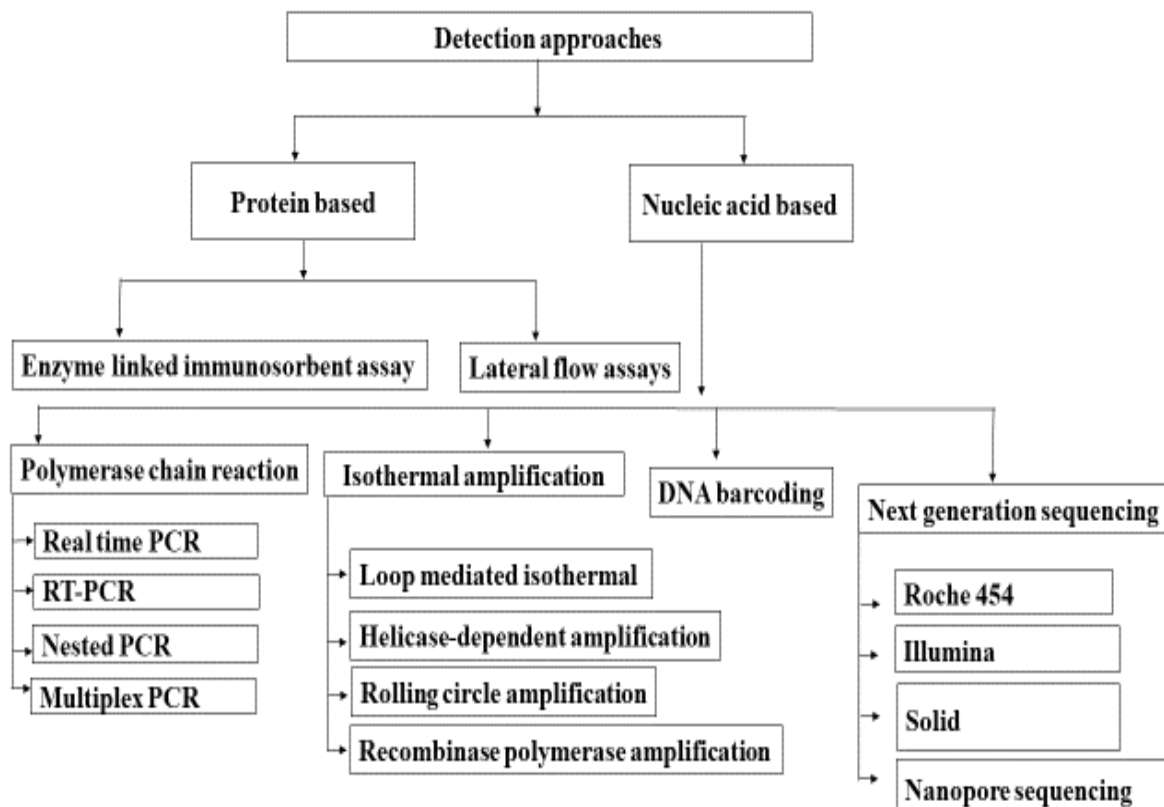 Detection approaches
Protein based
Nucleic acid based
Enzyme linked immunosorbent assay
Lateral flow assays
Polymerase chain reaction
Real time PCR
RT-PCR
Nested PCR
Multiplex PCR
Isothermal amplification
Loop mediated isothermal
Helicase-dependent amplification
Rolling circle amplification
Recombinase polymerase amplification
DNA barcoding
Next generation sequencing
Roche 454
Illumina
Solid
Nanopore sequencing